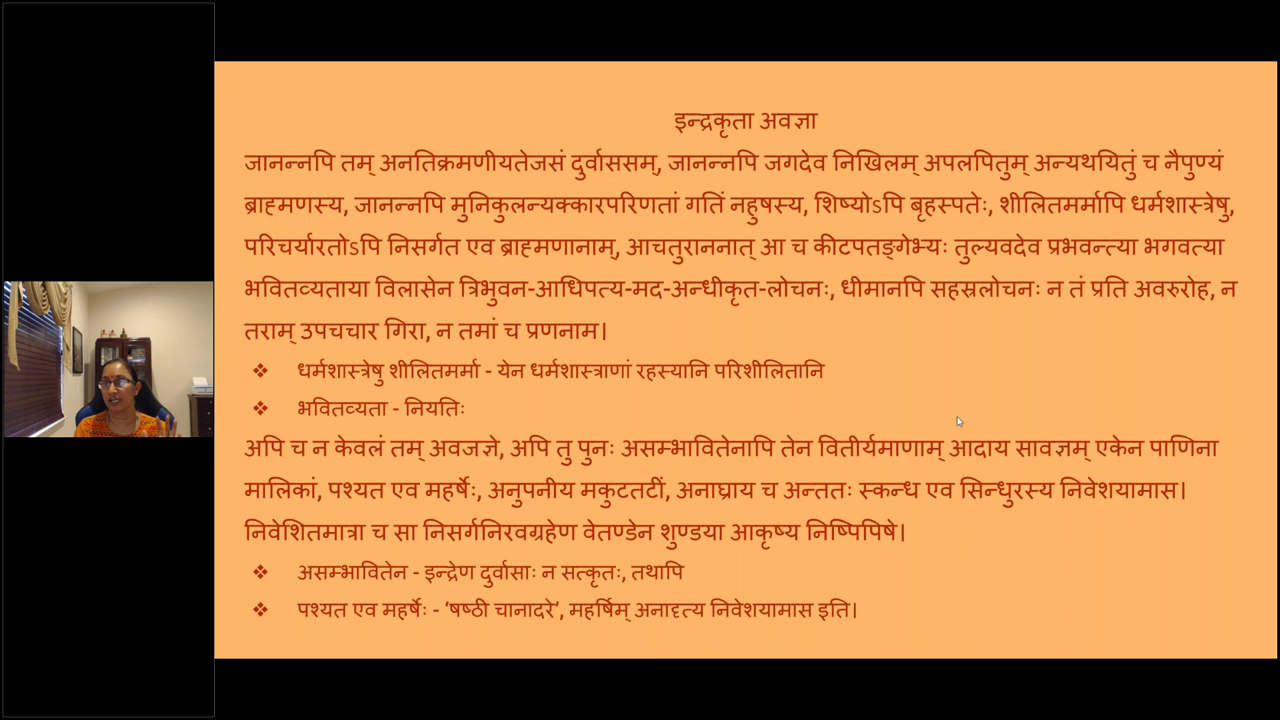 इन्द्रकृता अवज्ञा
जानन्नपि तम् अनतिक्रमणीयतेजसं दुर्वाससम्, जानन्नपि जगदेव निखिलम् अपलपितुम् अन्यथयितुं च नैपुण्यं
ब्राह्मणस्य, जानन्नपि मुनिकुलन्यक्कारपरिणतां गतिं नहुषस्य, शिष्योऽपि बृहस्पतेः, शीलितमर्मापि धर्मशास्त्रेषु,
परिचर्यारतोऽपि निसर्गत एव ब्राह्मणानाम्, आचतुराननात् आ च कीटपतङ्गेभ्यः तुल्यवदेव प्रभवन्त्या भगवत्या
भवितव्यताया विलासेन त्रिभुवन-आधिपत्य-मद-अन्धीकृत-लोचनः, धीमानपि सहस्रलोचनः न तं प्रति अवरुरोह, न
तराम् उपचचार गिरा, न तमां च प्रणनाम।
❖ धर्मशास्त्रेषु शीलितमर्मा - येन धर्मशास्त्राणां रहस्यानि परिशीलितानि
❖ भवितव्यता - नियतिः
अपि च न केवलं तम् अवजज्ञे, अपि तु पुनः असम्भावितेनापि तेन वितीर्यमाणाम् आदाय सावज्ञम् एकेन पाणिना
मालिकां, पश्यत एव महर्षेः, अनुपनीय मकुटतटीं, अनाघ्राय च अन्ततः स्कन्ध एव सिन्धुरस्य निवेशयामास।
निवेशितमात्रा च सा निसर्गनिरवग्रहेण वेतण्डेन शुण्डया आकृष्य निष्पिपिषे।
❖ असम्भावितेन - इन्द्रेण दुर्वासाः न सत्कृतः, तथापि
❖ पश्यत एव महर्षेः - ‘षष्ठी चानादरे’, महर्षिम् अनादृत्य निवेशयामास इति।